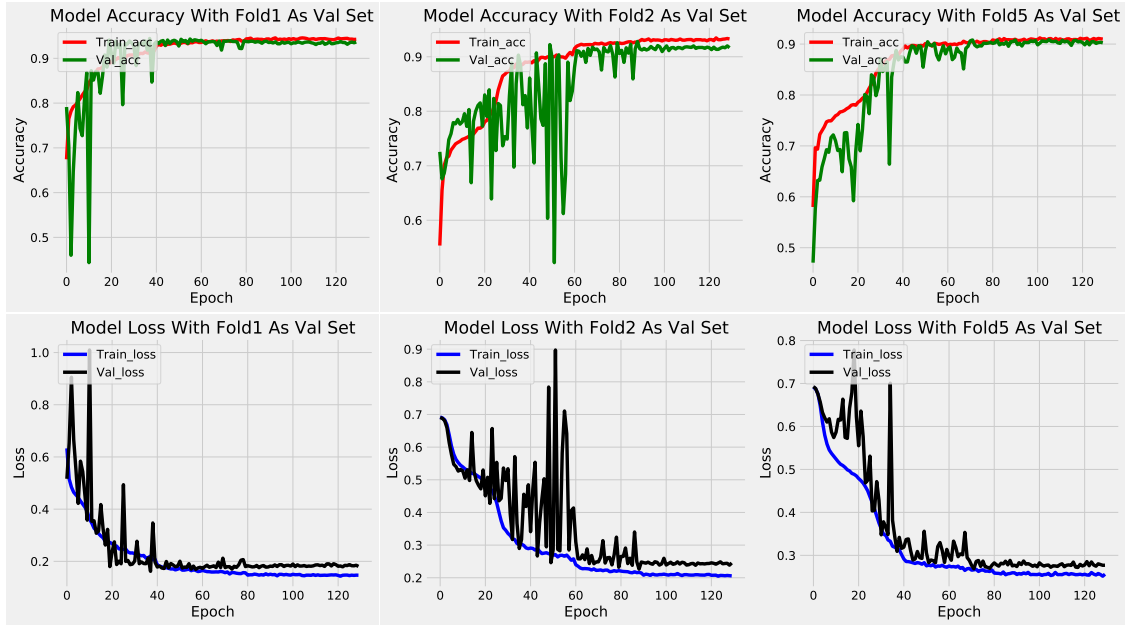 Model Accuracy With Fold1 As Val Set
Train_acc
Val_acc
0.9
0.8
0.7
0.6
0.5
Accuracy
0 20 40 60 80 100 120
Epoch
Model Accuracy With Fold2 As Val Set
Train_acc
Val_acc
0.9
0.8
0.7
0.6
Accuracy
0 20 40 60 80 100 120
Epoch
Model Accuracy With Fold5 As Val Set
Train_acc
Val_acc
0.9
0.8
0.7
0.6
0.5
Accuracy
0 20 40 60 80 100 120
Epoch
Model Loss With Fold1 As Val Set
Train_loss
Val_loss
1.0
0.8
0.6
0.4
0.2
Loss
0 20 40 60 80 100 120
Epoch
Model Loss With Fold2 As Val Set
Train_loss
Val_loss
0.9
0.8
0.7
0.6
0.5
0.4
0.3
0.2
Loss
0 20 40 60 80 100 120
Epoch
Model Loss With Fold5 As Val Set
Train_loss
Val_loss
0.8
0.7
0.6
0.5
0.4
0.3
Loss
0 20 40 60 80 100 120
Epoch